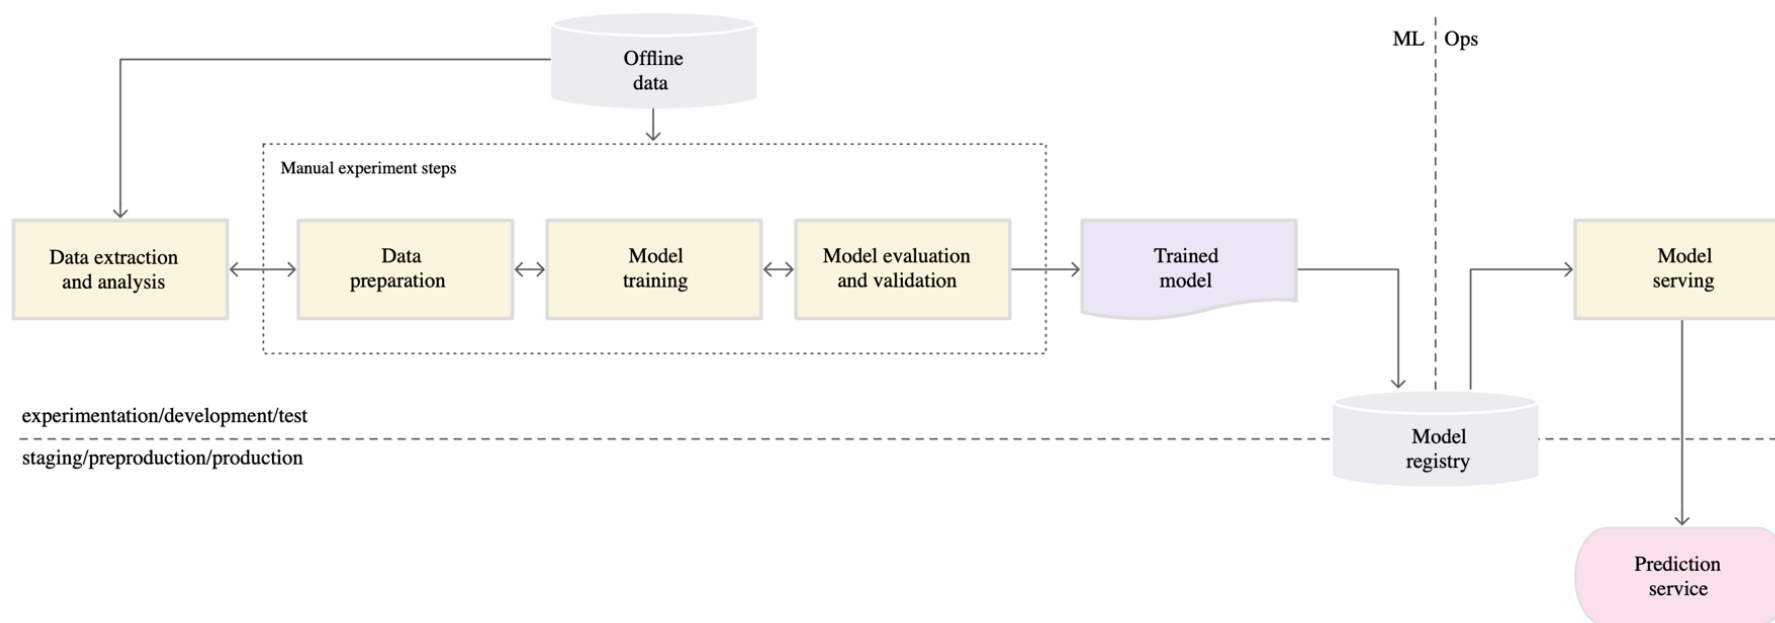 Offline
data
ML
Ops
Manual experiment steps
Data extraction
and analysis
Data
preparation
Model
training
Model evaluation
and validation
Trained
model
Model
serving
experimentation/development/test
staging/preproduction/production
Model
registry
Prediction
service